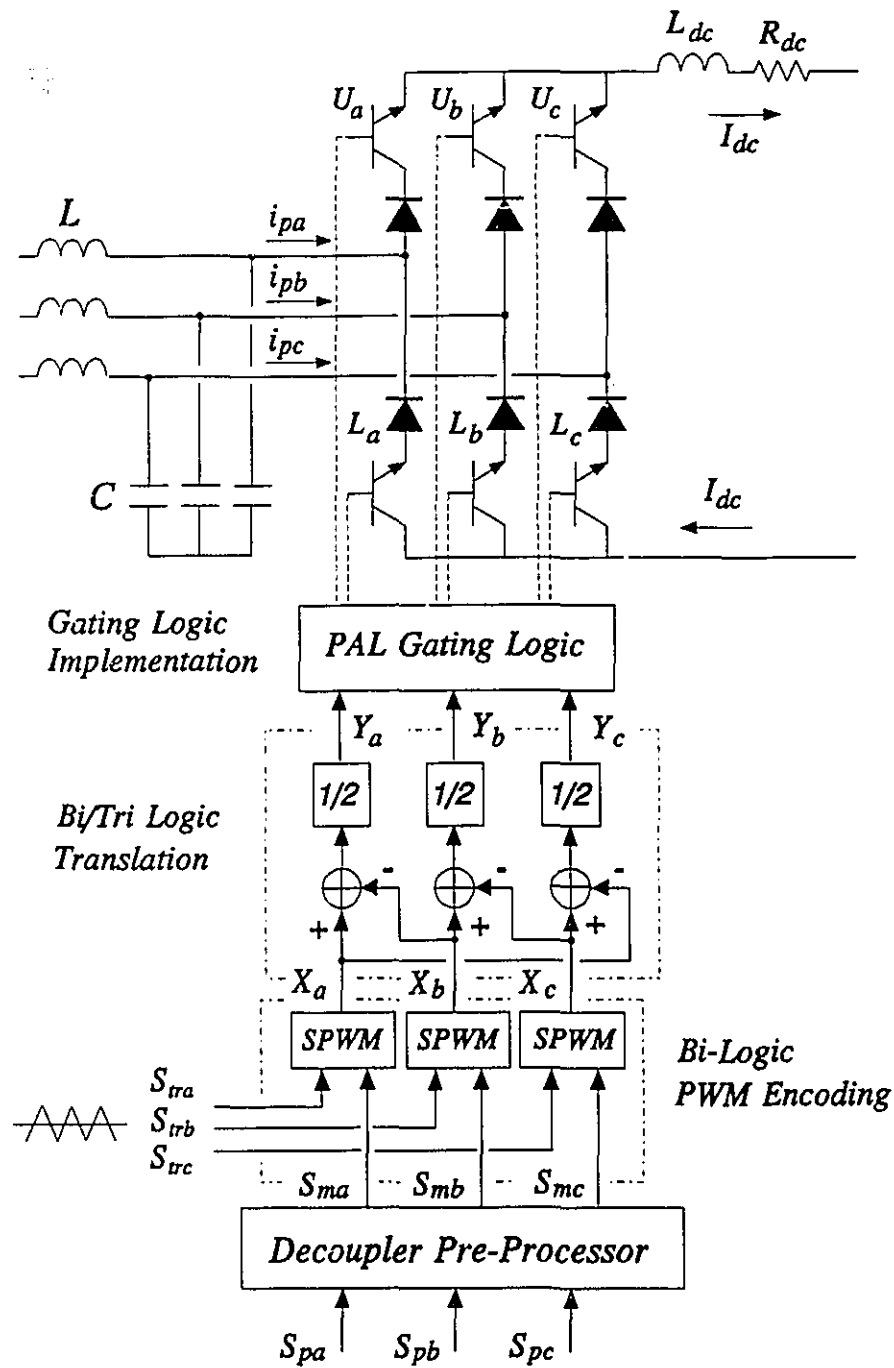 L_dc R_dc
U_a U_b U_c
I_dc
L i_pa
i_pb
i_pc
L_a L_b L_c
C I_dc
Gating Logic
Implementation
PAL Gating Logic
Y_a Y_b Y_c
1/2 1/2 1/2
Bi/Tri Logic
Translation
- - -
+ + +
X_a X_b X_c
SPWM SPWM SPWM
Bi-Logic
PWM Encoding
S_tra
S_trb
S_trc
S_ma S_mb S_mc
Decoupler Pre-Processor
S_pa S_pb S_pc